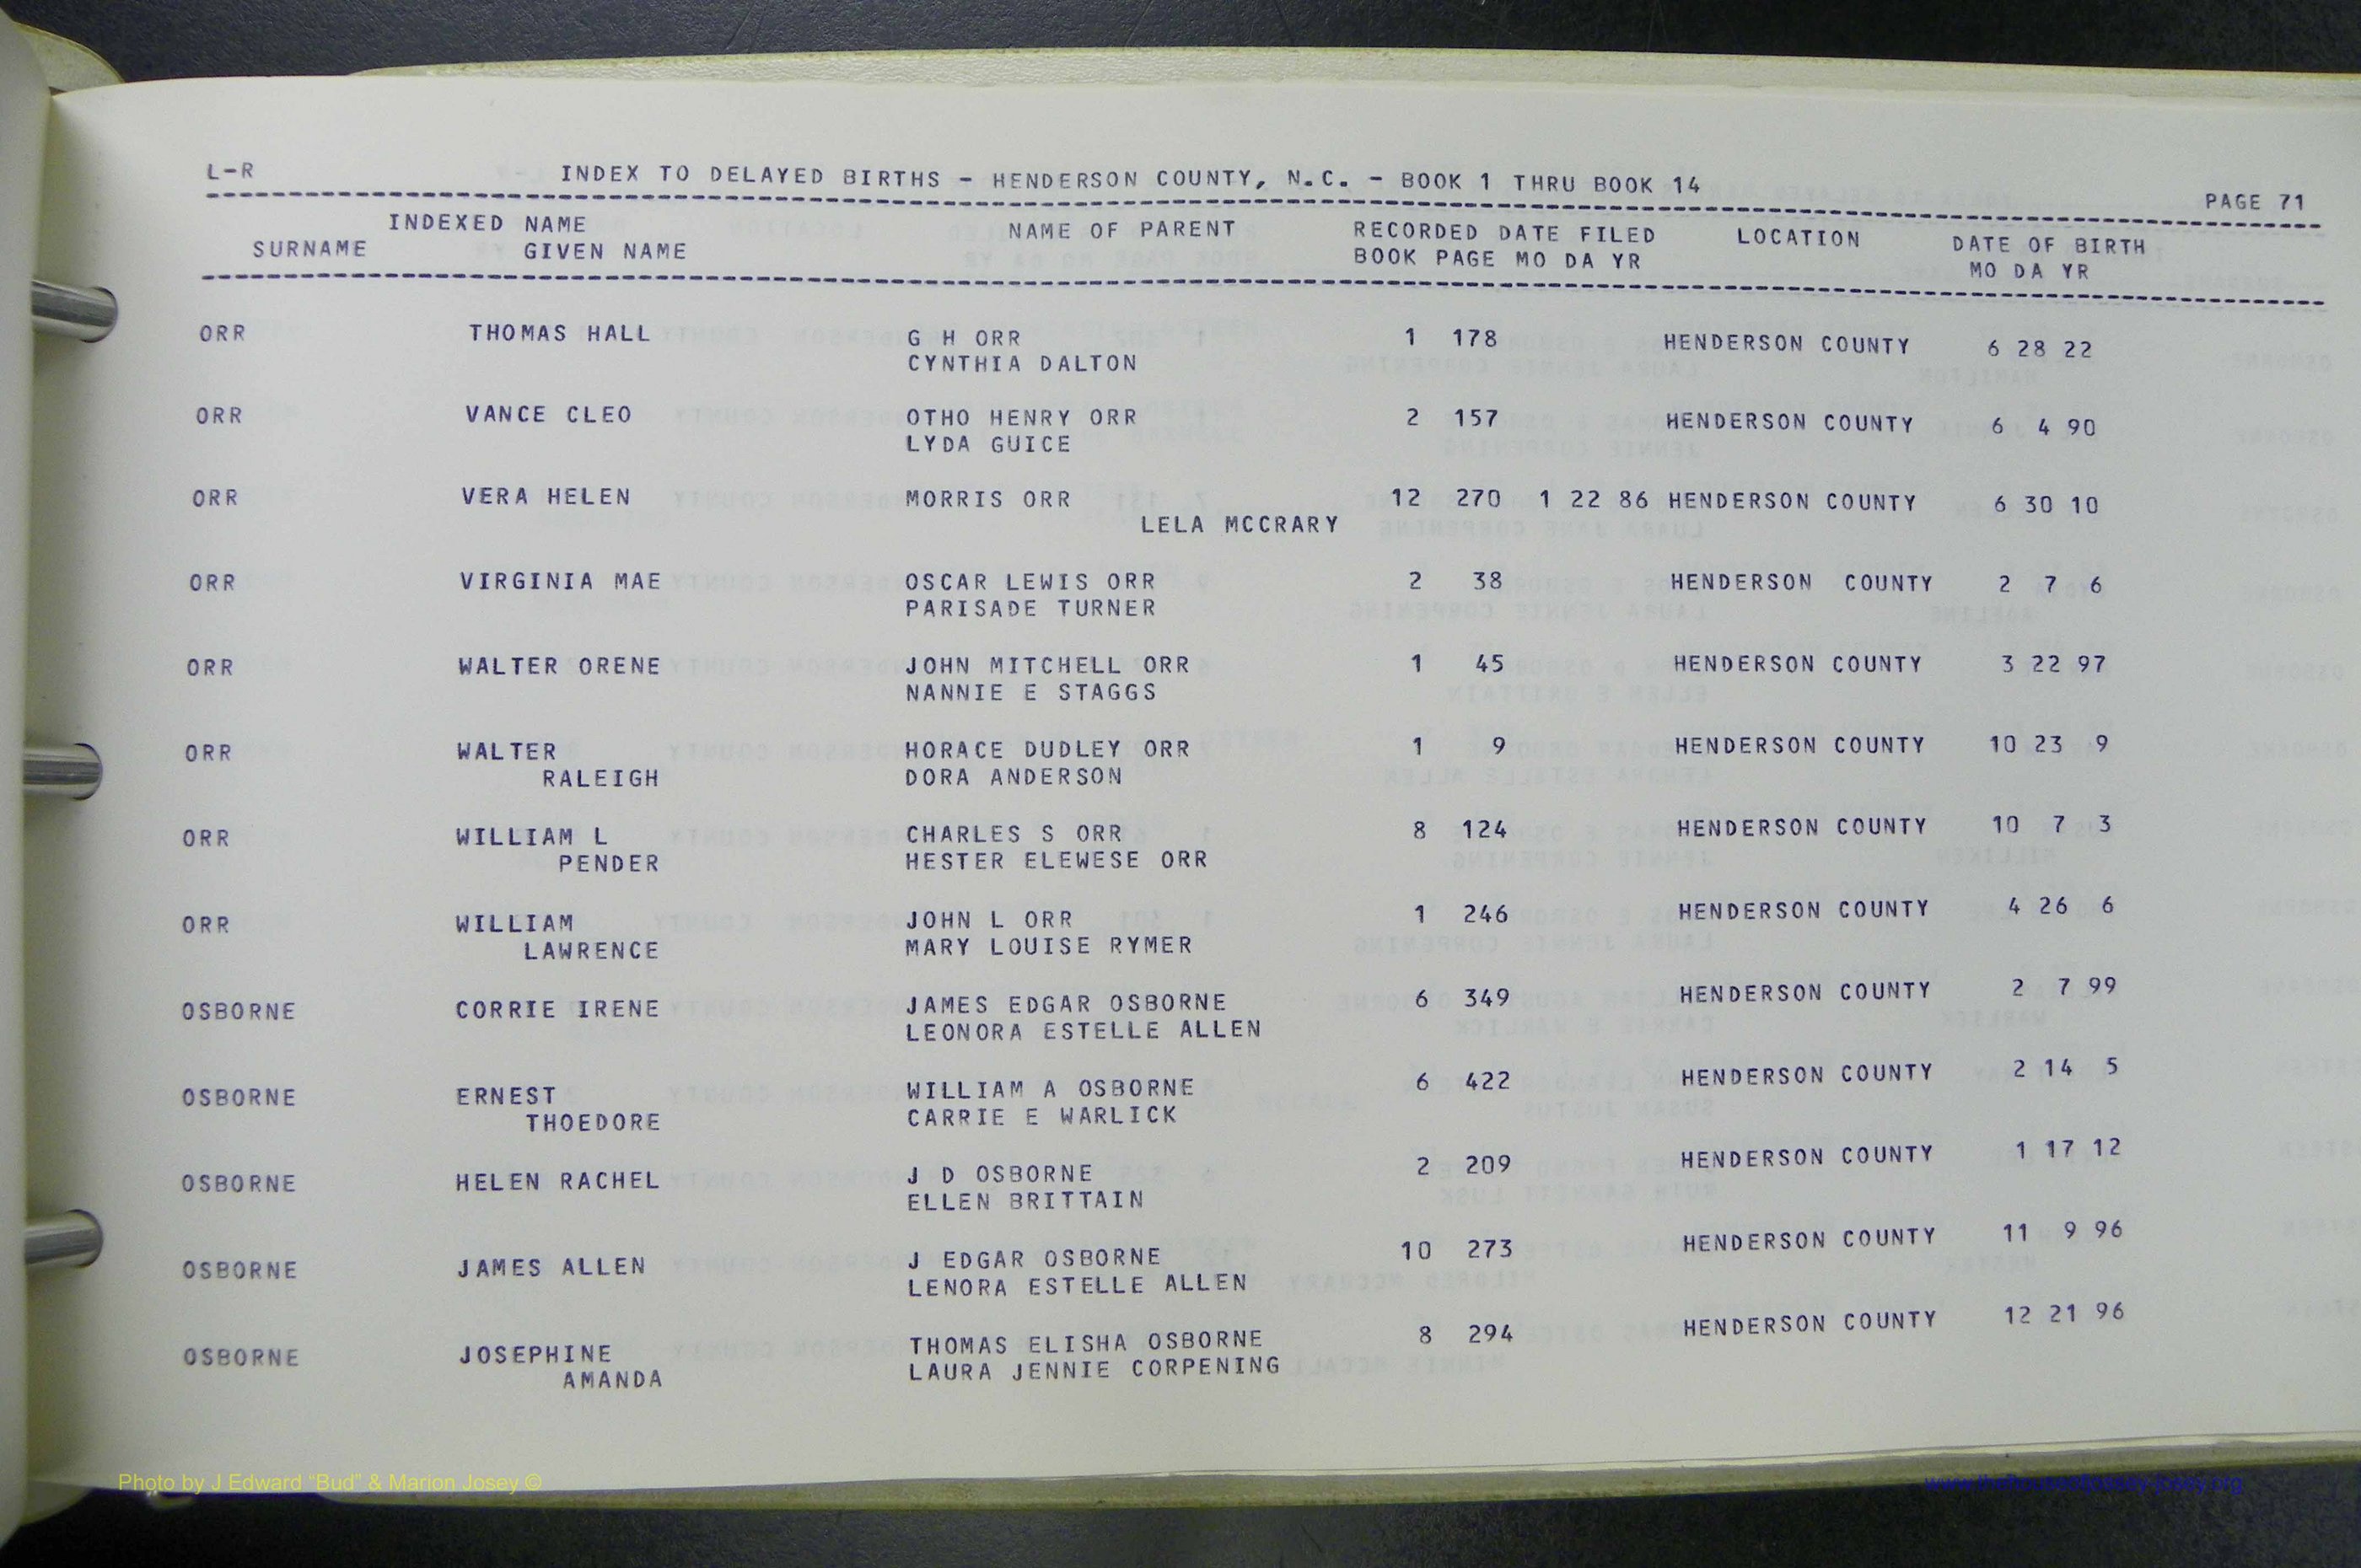 L-R INDEX TO DELAYED BIRTHS - HENDERSON COUNTY, N.C. - BOOK 1 THRU BOOK 14 PAGE 71
INDEXED NAME NAME OF PARENT RECORDED DATE FILED LOCATION DATE OF BIRTH
SURNAME GIVEN NAME BOOK PAGE MO DA YR MO DA YR
ORR THOMAS HALL G H ORR 1 178 HENDERSON COUNTY 6 28 22
CYNTHIA DALTON
ORR VANCE CLEO OTHO HENRY ORR 2 157 HENDERSON COUNTY 6 4 90
LYDA GUICE
ORR VERA HELEN MORRIS ORR 12 270 1 22 86 HENDERSON COUNTY 6 30 10
LELA MCCRARY
ORR VIRGINIA MAE OSCAR LEWIS ORR 2 38 HENDERSON COUNTY 2 7 6
PARISADE TURNER
ORR WALTER ORENE JOHN MITCHELL ORR 1 45 HENDERSON COUNTY 3 22 97
NANNIE E STAGGS
ORR WALTER HORACE DUDLEY ORR 1 9 HENDERSON COUNTY 10 23 9
RALEIGH DORA ANDERSON
ORR WILLIAM L CHARLES S ORR 8 124 HENDERSON COUNTY 10 7 3
PENDER HESTER ELEWESE ORR
ORR WILLIAM JOHN L ORR 1 246 HENDERSON COUNTY 4 26 6
LAWRENCE MARY LOUISE RYMER
OSBORNE CORRIE IRENE JAMES EDGAR OSBORNE 6 349 HENDERSON COUNTY 2 7 99
LEONORA ESTELLE ALLEN
OSBORNE ERNEST WILLIAM A OSBORNE 6 422 HENDERSON COUNTY 2 14 5
THOEDORE CARRIE E WARLICK
OSBORNE HELEN RACHEL J D OSBORNE 2 209 HENDERSON COUNTY 1 17 12
ELLEN BRITTAIN
OSBORNE JAMES ALLEN J EDGAR OSBORNE 10 273 HENDERSON COUNTY 11 9 96
LENORA ESTELLE ALLEN
OSBORNE JOSEPHINE THOMAS ELISHA OSBORNE 8 294 HENDERSON COUNTY 12 21 96
AMANDA LAURA JENNIE CORPENING
Photo by J Edward “Bud” & Marion Josey ©
www.thehouseofjossey-josey.org